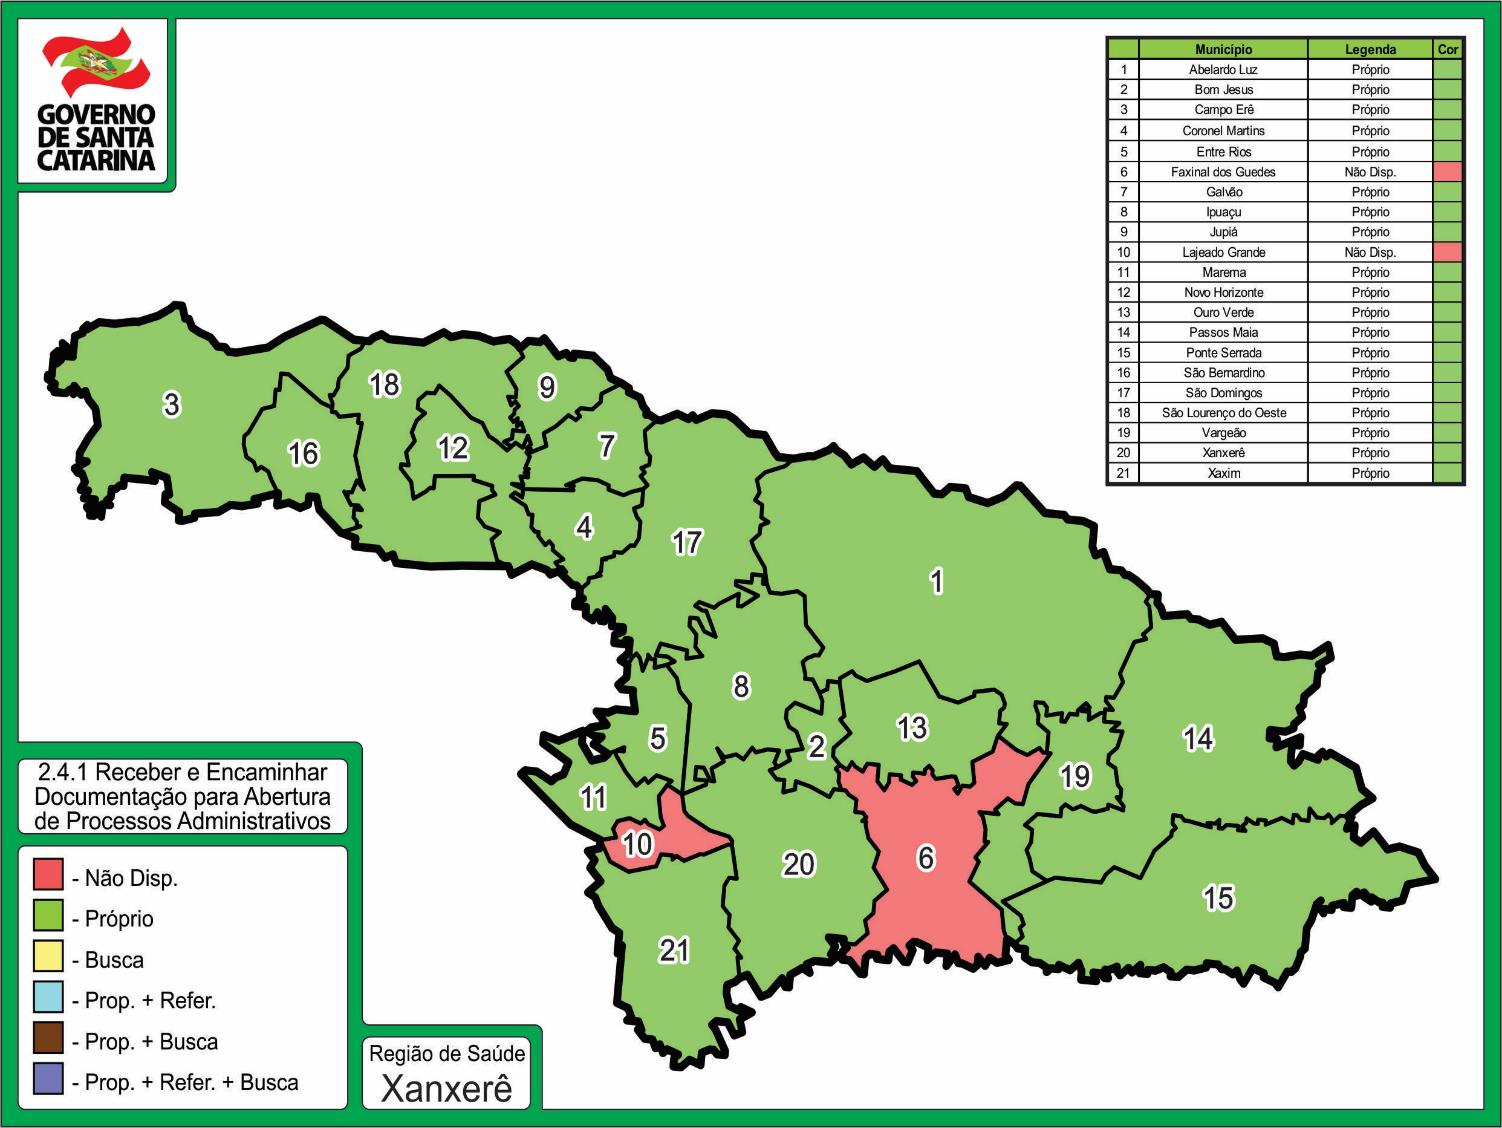 GOVERNO
DE SANTA
CATARINA
Município Legenda Cor
1 Abelardo Luz Próprio
2 Bom Jesus Próprio
3 Campo Erê Próprio
4 Coronel Martins Próprio
5 Entre Rios Próprio
6 Faxinal dos Guedes Não Disp.
7 Galvão Próprio
8 Ipuaçu Próprio
9 Jupiá Próprio
10 Lajeado Grande Não Disp.
11 Marema Próprio
12 Novo Horizonte Próprio
13 Ouro Verde Próprio
14 Passos Maia Próprio
15 Ponte Serrada Próprio
16 São Bernardino Próprio
17 São Domingos Próprio
18 São Lourenço do Oeste Próprio
19 Vargeão Próprio
20 Xanxerê Próprio
21 Xaxim Próprio
3
18
9
16
12
7
4
17
1
8
5
2
13
14
11
19
10
20
6
15
21
2.4.1 Receber e Encaminhar
Documentação para Abertura
de Processos Administrativos
- Não Disp.
- Próprio
- Busca
- Prop. + Refer.
- Prop. + Busca
- Prop. + Refer. + Busca
Região de Saúde
Xanxerê